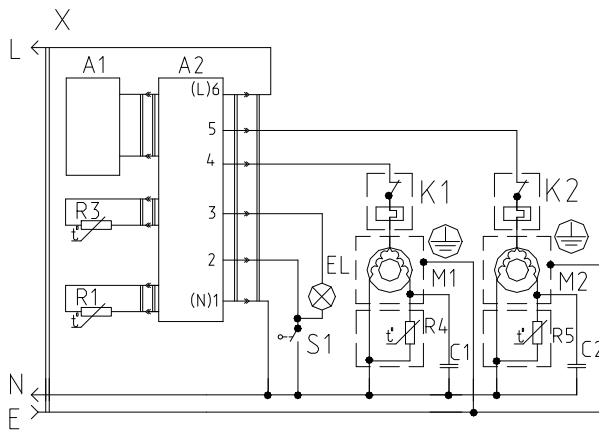 X
L
A1 A2
(L)6
5
4
K1 K2
R3
3
t°
EL M1 M2
2
R1
(N)1
t°
S1 t° R4 t° R5
C1 C2
N
E